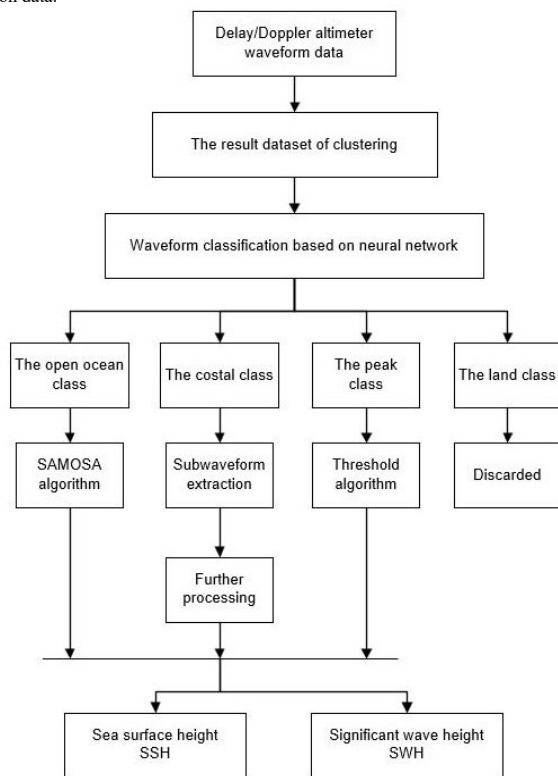 Delay/Doppler altimeter
waveform data
The result dataset of clustering
Waveform classification based on neural network
The open ocean
class
The costal class
The peak
class
The land class
SAMOSA
algorithm
Subwaveform
extraction
Threshold
algorithm
Discarded
Further
processing
Sea surface height
SSH
Significant wave height
SWH